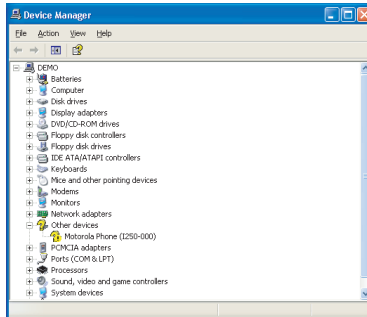 Device Manager
File Action View Help
DEMO
Batteries
Computer
Disk drives
Display adapters
DVD/CD-ROM drives
Floppy disk controllers
Floppy disk drives
IDE ATA/ATAPI controllers
Keyboards
Mice and other pointing devices
Modems
Monitors
Network adapters
Other devices
Motorola Phone (I250-000)
PCMCIA adapters
Ports (COM & LPT)
Processors
Sound, video and game controllers
System devices